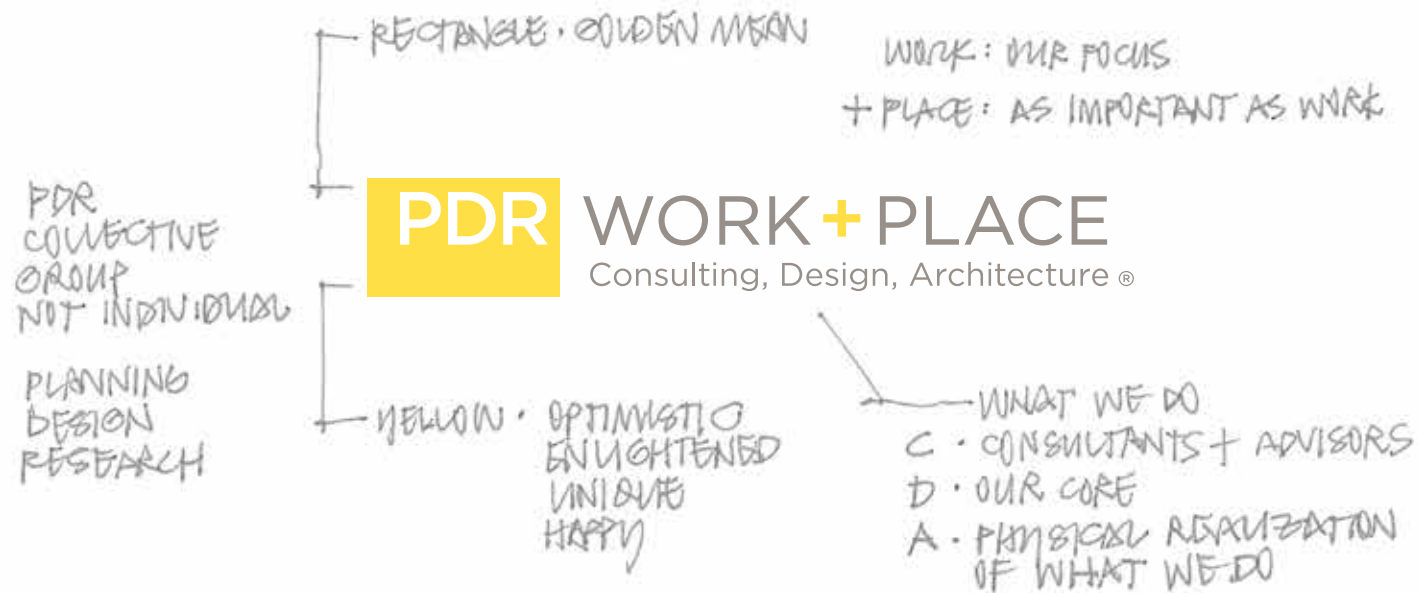 RECTANGLE · GOLDEN MEAN
WORK: OUR FOCUS
+ PLACE: AS IMPORTANT AS WORK
PDR
COLLECTIVE
GROUP
NOT INDIVIDUAL
PLANNING
DESIGN
RESEARCH
PDR WORK+PLACE
Consulting, Design, Architecture ®
YELLOW · OPTIMISTIC
ENLIGHTENED
UNIQUE
HAPPY
WHAT WE DO
C · CONSULTANTS + ADVISORS
D · OUR CORE
A · PHYSICAL REALIZATION
OF WHAT WE DO